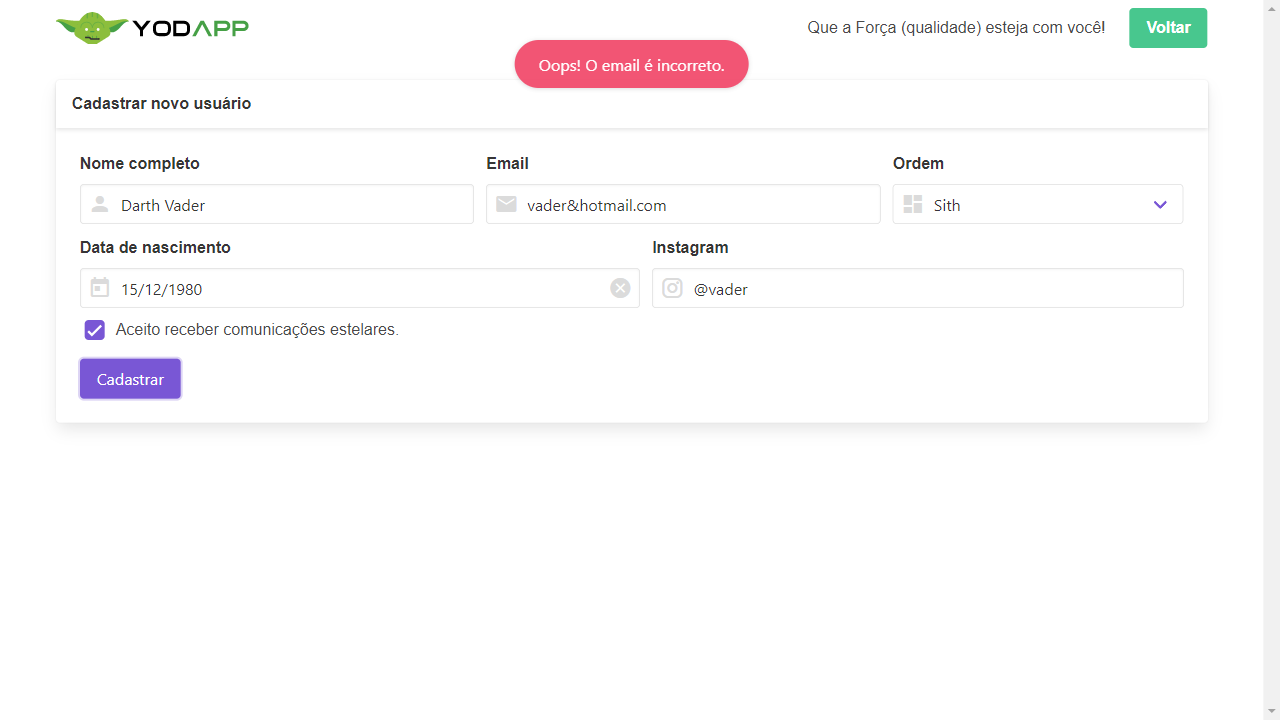 YODAPP
Que a Força (qualidade) esteja com você!
Voltar
Oops! O email é incorreto.
Cadastrar novo usuário
Nome completo
Email
Ordem
Darth Vader
vader&hotmail.com
Sith
Data de nascimento
Instagram
15/12/1980
@vader
Aceito receber comunicações estelares.
Cadastrar